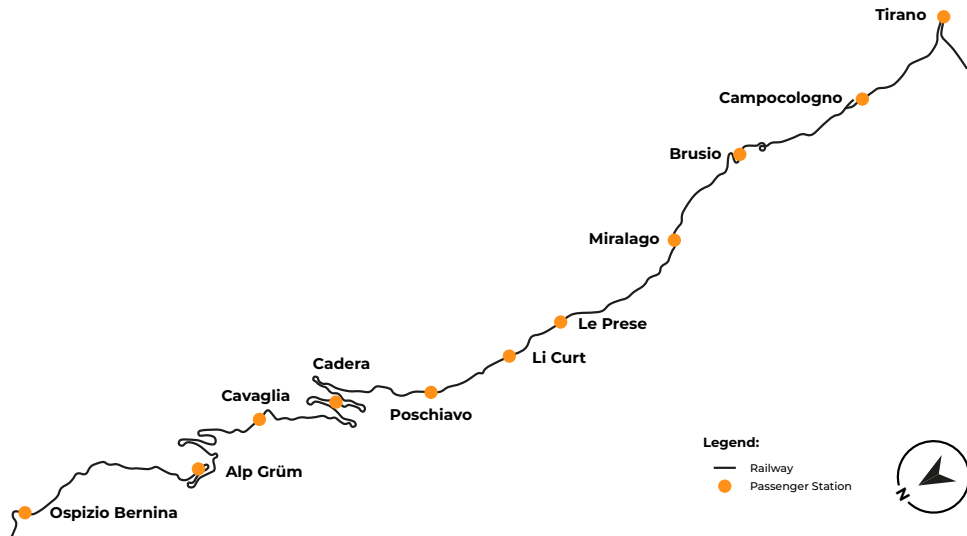 Tirano
Campocologno
Brusio
Miralago
Le Prese
Li Curt
Cadera
Cavaglia
Poschiavo
Alp Grüm
Ospizio Bernina
Legend:
Railway
Passenger Station
N